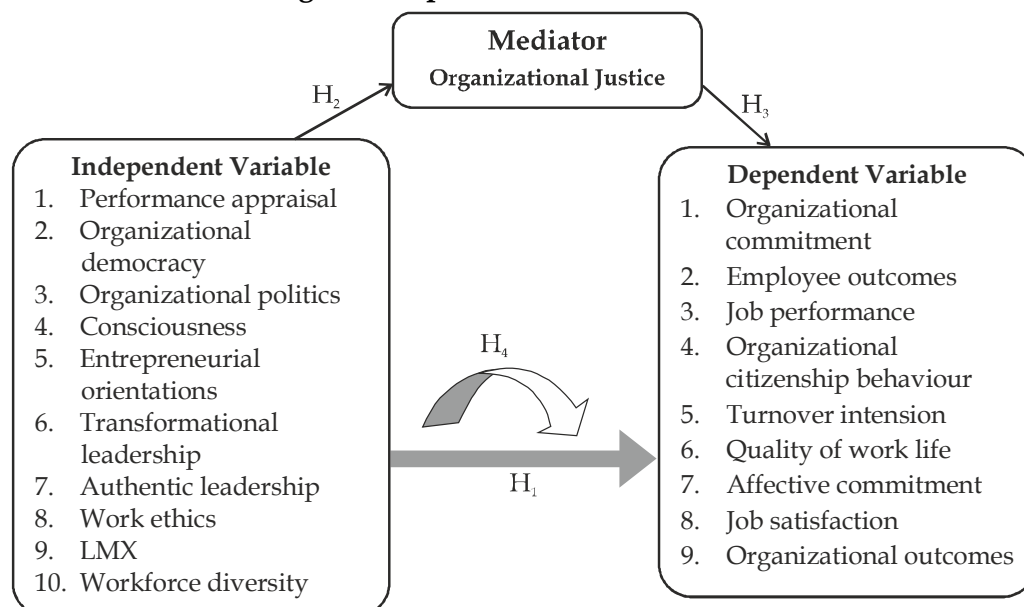 Mediator
Organizational Justice
H₂
H₃
Independent Variable
1. Performance appraisal
2. Organizational
democracy
3. Organizational politics
4. Consciousness
5. Entrepreneurial
orientations
6. Transformational
leadership
7. Authentic leadership
8. Work ethics
9. LMX
10. Workforce diversity
H₄
H₁
Dependent Variable
1. Organizational
commitment
2. Employee outcomes
3. Job performance
4. Organizational
citizenship behaviour
5. Turnover intension
6. Quality of work life
7. Affective commitment
8. Job satisfaction
9. Organizational outcomes